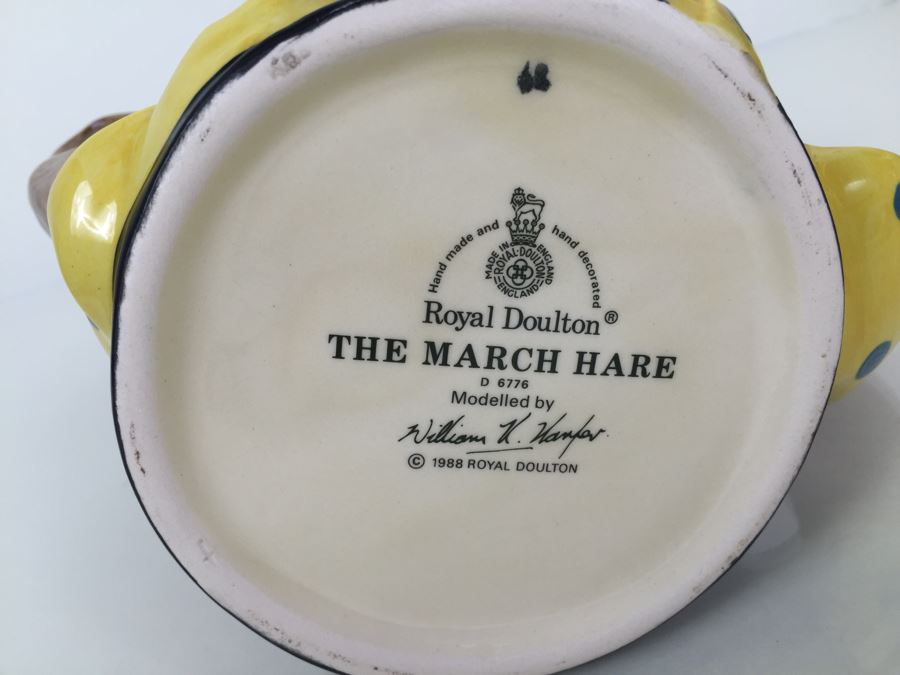 Hand made and hand decorated
MADE IN ENGLAND
ROYAL·DOULTON
ENGLAND
Royal Doulton®
THE MARCH HARE
D 6776
Modelled by
William K. Harper.
© 1988 ROYAL DOULTON